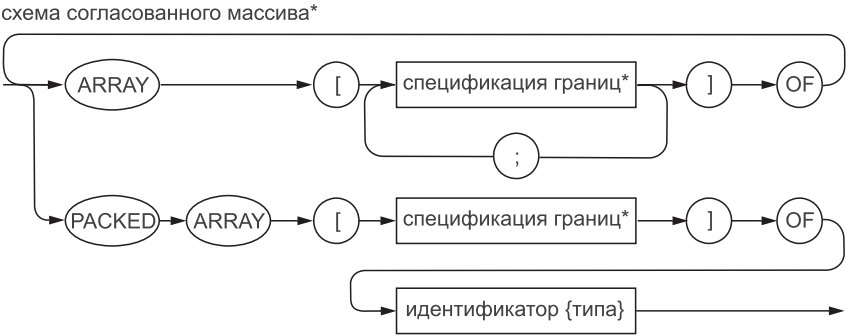 схема согласованного массива*
ARRAY [ спецификация границ* ] OF
;
PACKED ARRAY [ спецификация границ* ] OF
идентификатор {типа}